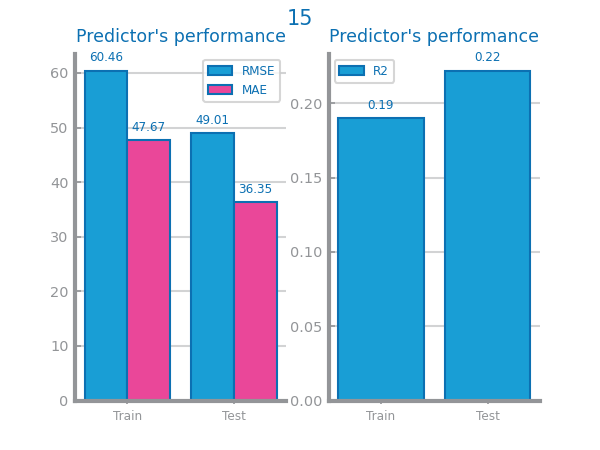 15
Predictor's performance
60.46
47.67
49.01
36.35
RMSE
MAE
60
50
40
30
20
10
0
Train
Test
Predictor's performance
0.19
0.22
R2
0.20
0.15
0.10
0.05
0.00
Train
Test